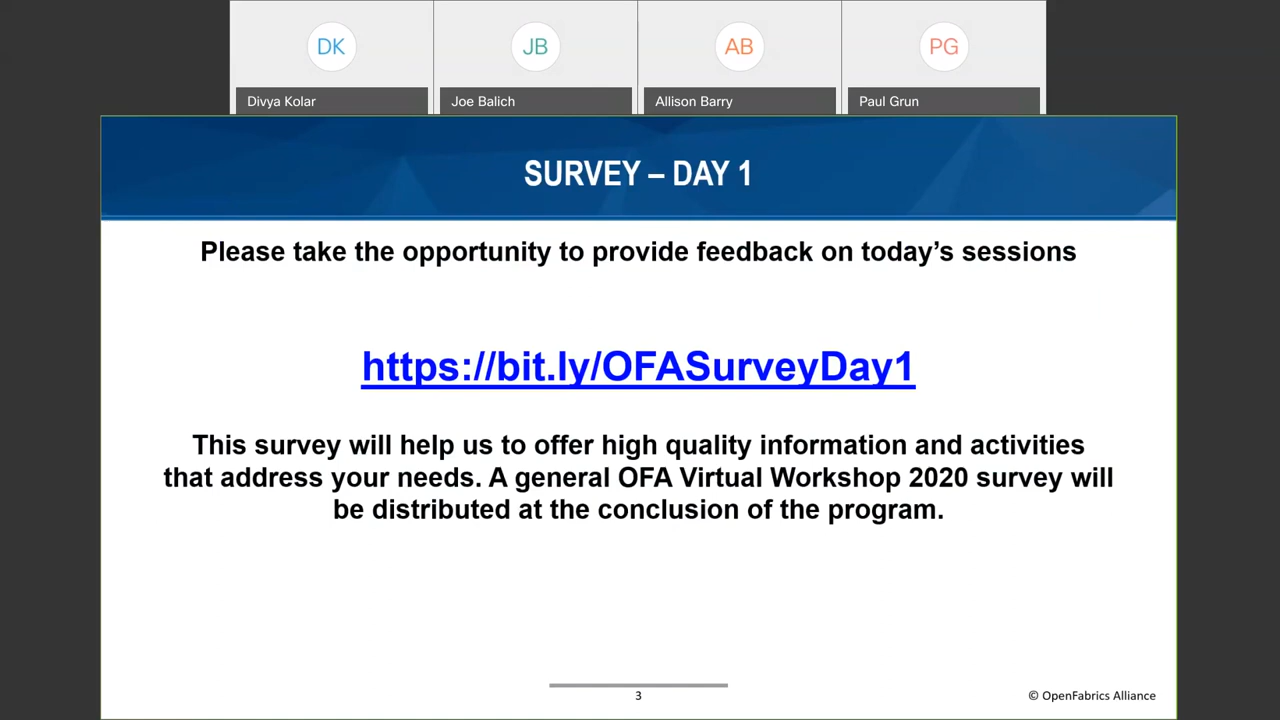 DK
JB
AB
PG
Divya Kolar
Joe Balich
Allison Barry
Paul Grun
SURVEY – DAY 1
Please take the opportunity to provide feedback on today’s sessions
https://bit.ly/OFASurveyDay1
This survey will help us to offer high quality information and activities
that address your needs. A general OFA Virtual Workshop 2020 survey will
be distributed at the conclusion of the program.
3
© OpenFabrics Alliance